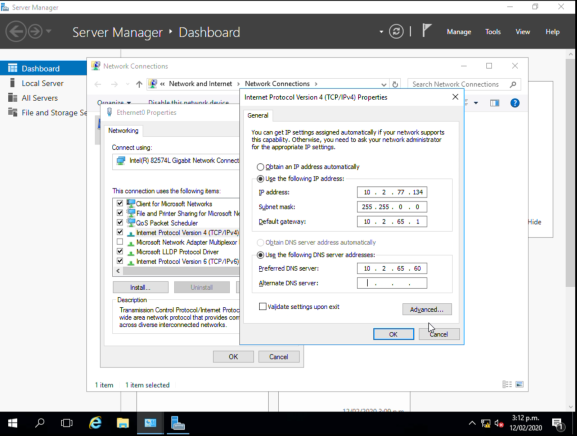 Server Manager
Server Manager • Dashboard
Manage Tools View Help
Dashboard
Local Server
All Servers
File and Storage Se
Network Connections
« Network and Internet › Network Connections ›
Search Network Connections
Organize Disable this network device
Ethernet0 Properties
Networking
Connect using:
Intel(R) 82574L Gigabit Network Connect
This connection uses the following items:
Client for Microsoft Networks
File and Printer Sharing for Microsoft Ne
QoS Packet Scheduler
Internet Protocol Version 4 (TCP/IPv4)
Microsoft Network Adapter Multiplexor
Microsoft LLDP Protocol Driver
Internet Protocol Version 6 (TCP/IPv6)
Install...
Uninstall
Description
Transmission Control Protocol/Internet Protoc
wide area network protocol that provides com
across diverse interconnected networks.
OK Cancel
1 item 1 item selected
Internet Protocol Version 4 (TCP/IPv4) Properties
General
You can get IP settings assigned automatically if your network supports
this capability. Otherwise, you need to ask your network administrator
for the appropriate IP settings.
Obtain an IP address automatically
Use the following IP address:
IP address: 10 . 2 . 77 . 134
Subnet mask: 255 . 255 . 0 . 0
Default gateway: 10 . 2 . 65 . 1
Obtain DNS server address automatically
Use the following DNS server addresses:
Preferred DNS server: 10 . 2 . 65 . 60
Alternate DNS server: . . .
Validate settings upon exit
Advanced...
OK Cancel
Hide
12/02/2020 3:09 p.m.
3:12 p.m.
12/02/2020